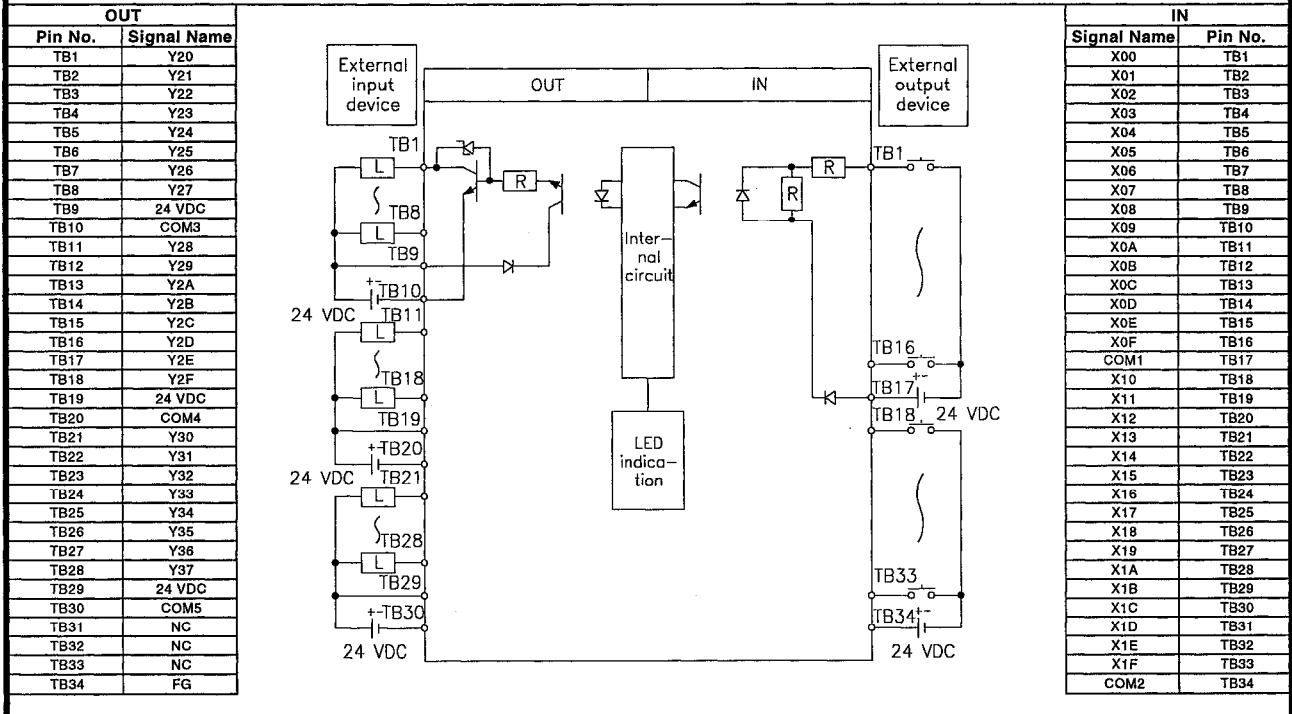 OUT
Pin No. Signal Name
TB1 Y20
TB2 Y21
TB3 Y22
TB4 Y23
TB5 Y24
TB6 Y25
TB7 Y26
TB8 Y27
TB9 24 VDC
TB10 COM3
TB11 Y28
TB12 Y29
TB13 Y2A
TB14 Y2B
TB15 Y2C
TB16 Y2D
TB17 Y2E
TB18 Y2F
TB19 24 VDC
TB20 COM4
TB21 Y30
TB22 Y31
TB23 Y32
TB24 Y33
TB25 Y34
TB26 Y35
TB27 Y36
TB28 Y37
TB29 24 VDC
TB30 COM5
TB31 NC
TB32 NC
TB33 NC
TB34 FG
External
input
device
OUT
IN
External
output
device
TB1
L
TB8
L
TB9
+-
TB10
24 VDC
TB11
L
TB18
L
TB19
+-
TB20
24 VDC
TB21
L
TB28
L
TB29
+-
TB30
24 VDC
R
Inter-
nal
circuit
LED
indica-
tion
R
R
TB1
TB16
TB17
+-
24 VDC
TB18
TB33
TB34
+-
24 VDC
IN
Signal Name Pin No.
X00 TB1
X01 TB2
X02 TB3
X03 TB4
X04 TB5
X05 TB6
X06 TB7
X07 TB8
X08 TB9
X09 TB10
X0A TB11
X0B TB12
X0C TB13
X0D TB14
X0E TB15
X0F TB16
COM1 TB17
X10 TB18
X11 TB19
X12 TB20
X13 TB21
X14 TB22
X15 TB23
X16 TB24
X17 TB25
X18 TB26
X19 TB27
X1A TB28
X1B TB29
X1C TB30
X1D TB31
X1E TB32
X1F TB33
COM2 TB34